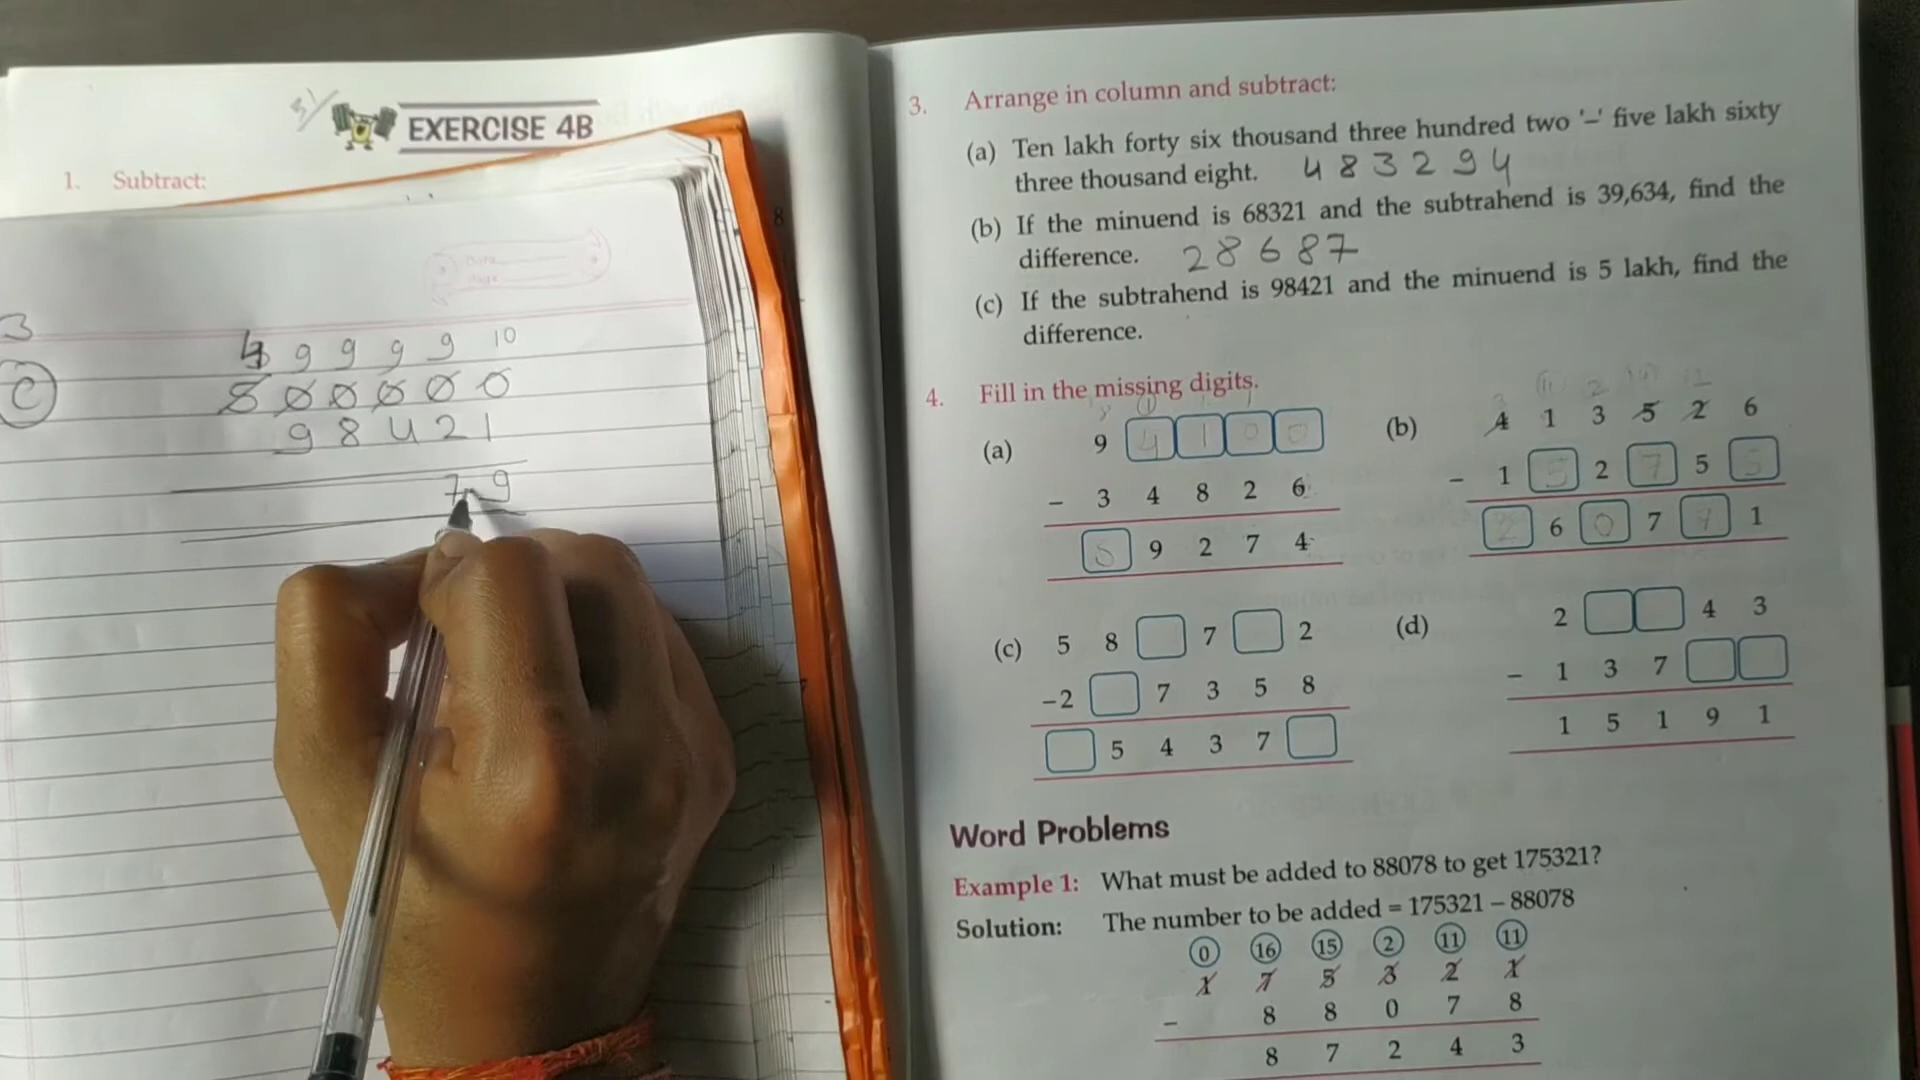 EXERCISE 4B
1. Subtract:
Date
3
4 9 9 9 9 10
(C) 5 0 0 0 0 0
9 8 4 2 1
7 9
8
3. Arrange in column and subtract:
(a) Ten lakh forty six thousand three hundred two '–' five lakh sixty
three thousand eight. 4 8 3 2 9 4
(b) If the minuend is 68321 and the subtrahend is 39,634, find the
difference. 2 8 6 8 7
(c) If the subtrahend is 98421 and the minuend is 5 lakh, find the
difference.
4. Fill in the missing digits.
(a) 9 4 1 0 0
– 3 4 8 2 6
5 9 2 7 4
(b) 4 1 3 5 2 6
– 1 5 2 7 5 5
2 6 0 7 7 1
(c) 5 8 7 2
–2 7 3 5 8
5 4 3 7
(d) 2 4 3
– 1 3 7
1 5 1 9 1
Word Problems
Example 1: What must be added to 88078 to get 175321?
Solution: The number to be added = 175321 – 88078
0 16 15 2 11 11
1 7 5 3 2 1
– 8 8 0 7 8
8 7 2 4 3